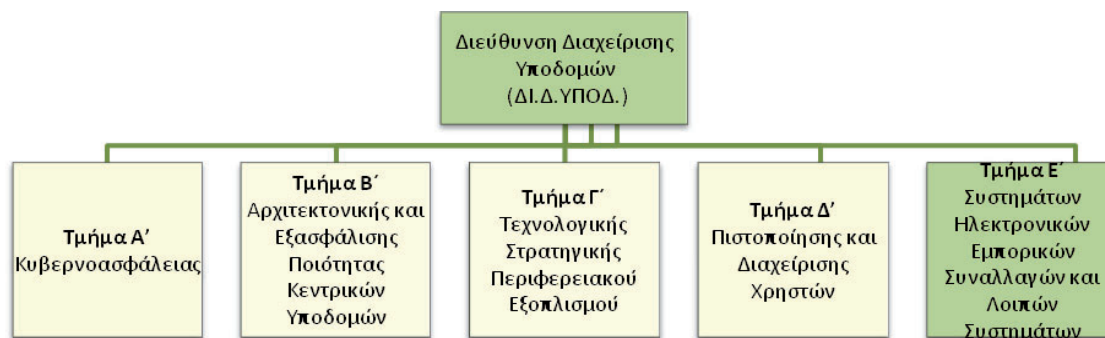 Διεύθυνση Διαχείρισης
Υποδομών
(ΔΙ.Δ.ΥΠΟΔ.)
Τμήμα Α’
Κυβερνοασφάλειας
Τμήμα Β΄
Αρχιτεκτονικής και
Εξασφάλισης
Ποιότητας
Κεντρικών
Υποδομών
Τμήμα Γ΄
Τεχνολογικής
Στρατηγικής
Περιφερειακού
Εξοπλισμού
Τμήμα Δ’
Πιστοποίησης και
Διαχείρισης
Χρηστών
Τμήμα Ε΄
Συστημάτων
Ηλεκτρονικών
Εμπορικών
Συναλλαγών και
Λοιπών
Συστημάτων